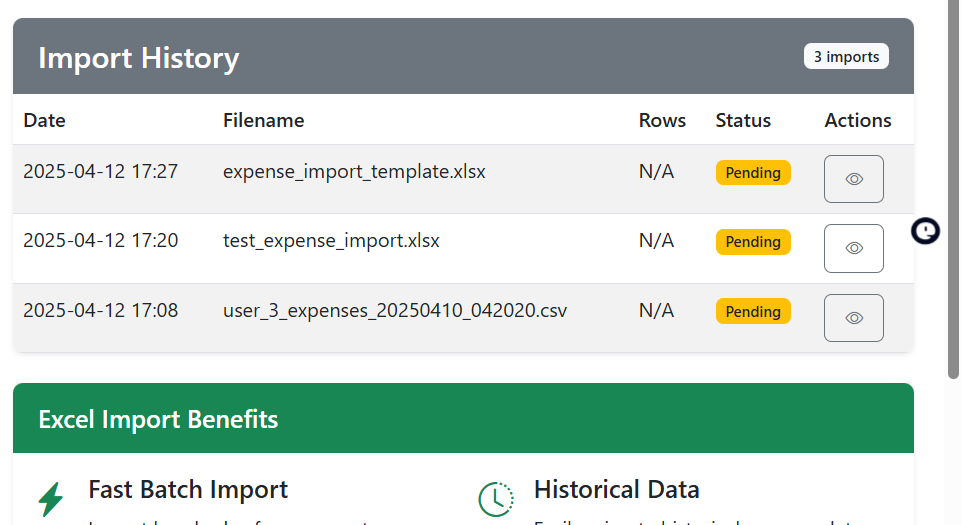 Import History
3 imports
Date Filename Rows Status Actions
2025-04-12 17:27 expense_import_template.xlsx N/A Pending
2025-04-12 17:20 test_expense_import.xlsx N/A Pending
2025-04-12 17:08 user_3_expenses_20250410_042020.csv N/A Pending
Excel Import Benefits
Fast Batch Import
Historical Data